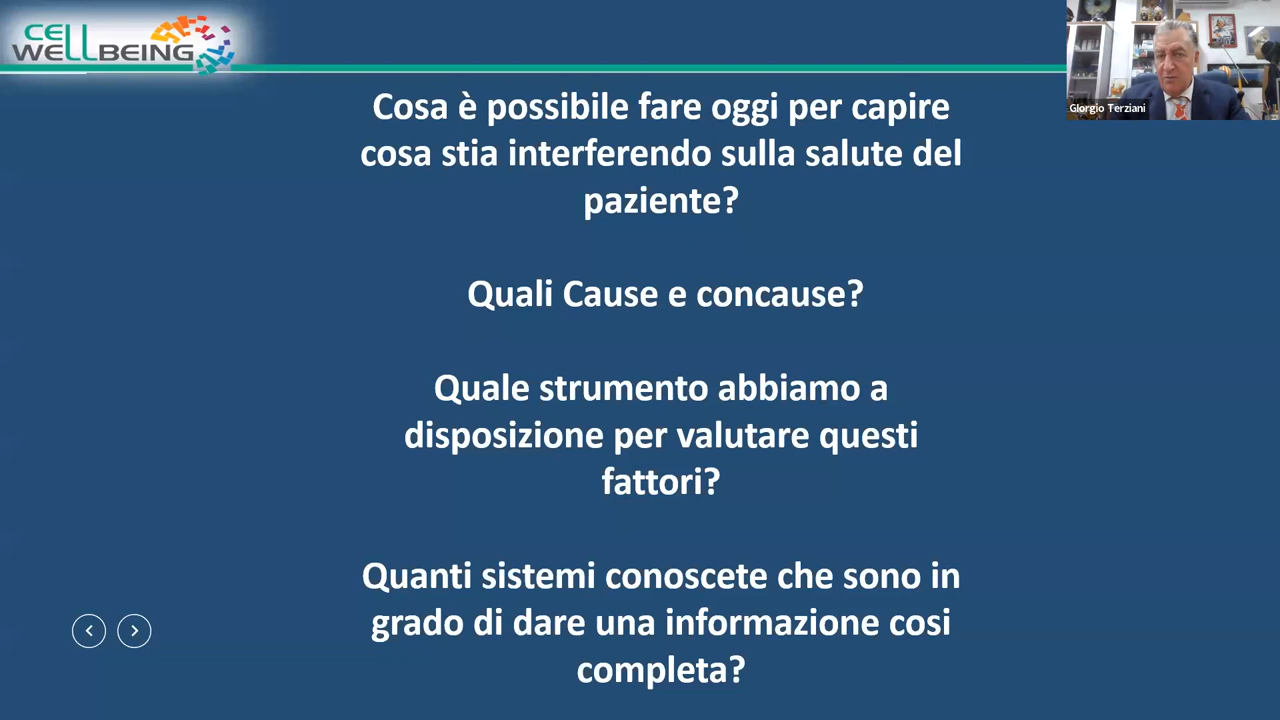 CELL
WELLBEING
Giorgio Terziani
Cosa è possibile fare oggi per capire
cosa stia interferendo sulla salute del
paziente?
Quali Cause e concause?
Quale strumento abbiamo a
disposizione per valutare questi
fattori?
Quanti sistemi conoscete che sono in
grado di dare una informazione cosi
completa?